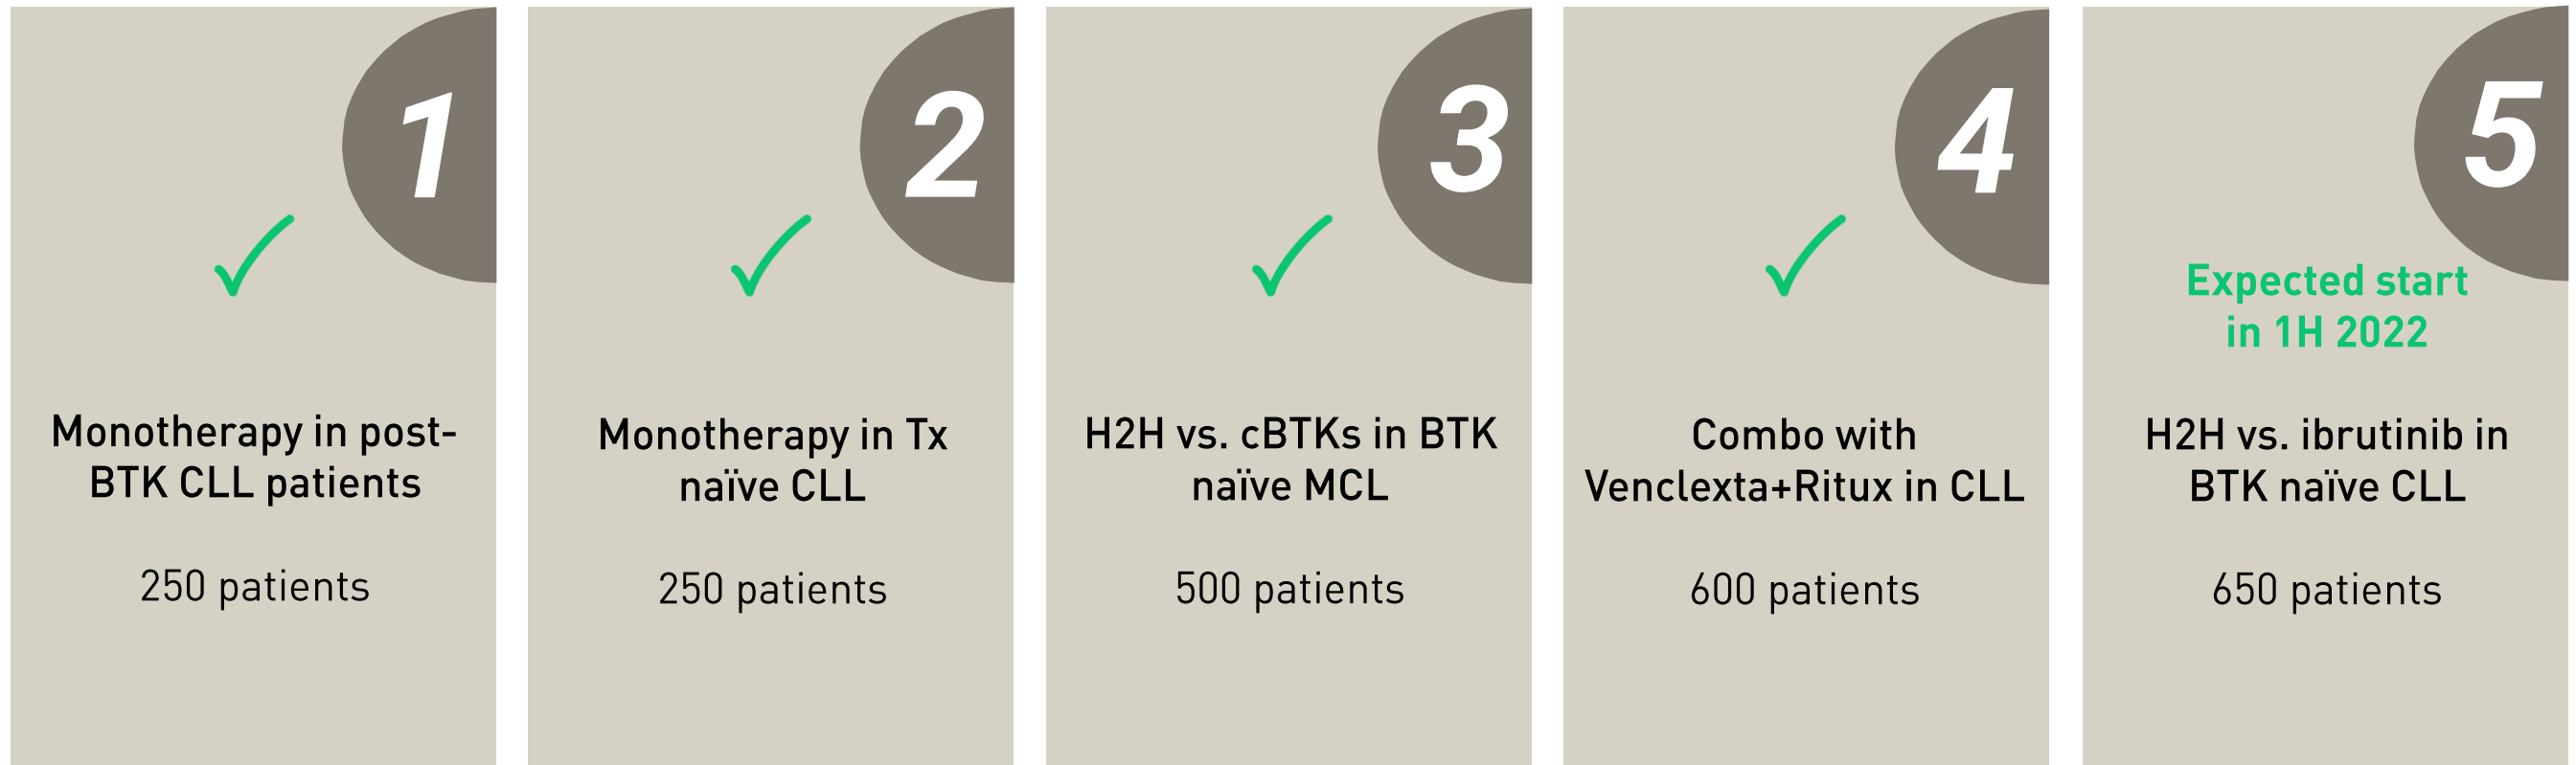 1
Monotherapy in post-
BTK CLL patients
250 patients
2
Monotherapy in Tx
naïve CLL
250 patients
3
H2H vs. cBTKs in BTK
naïve MCL
500 patients
4
Combo with
Venclexta+Ritux in CLL
600 patients
5
Expected start
in 1H 2022
H2H vs. ibrutinib in
BTK naïve CLL
650 patients